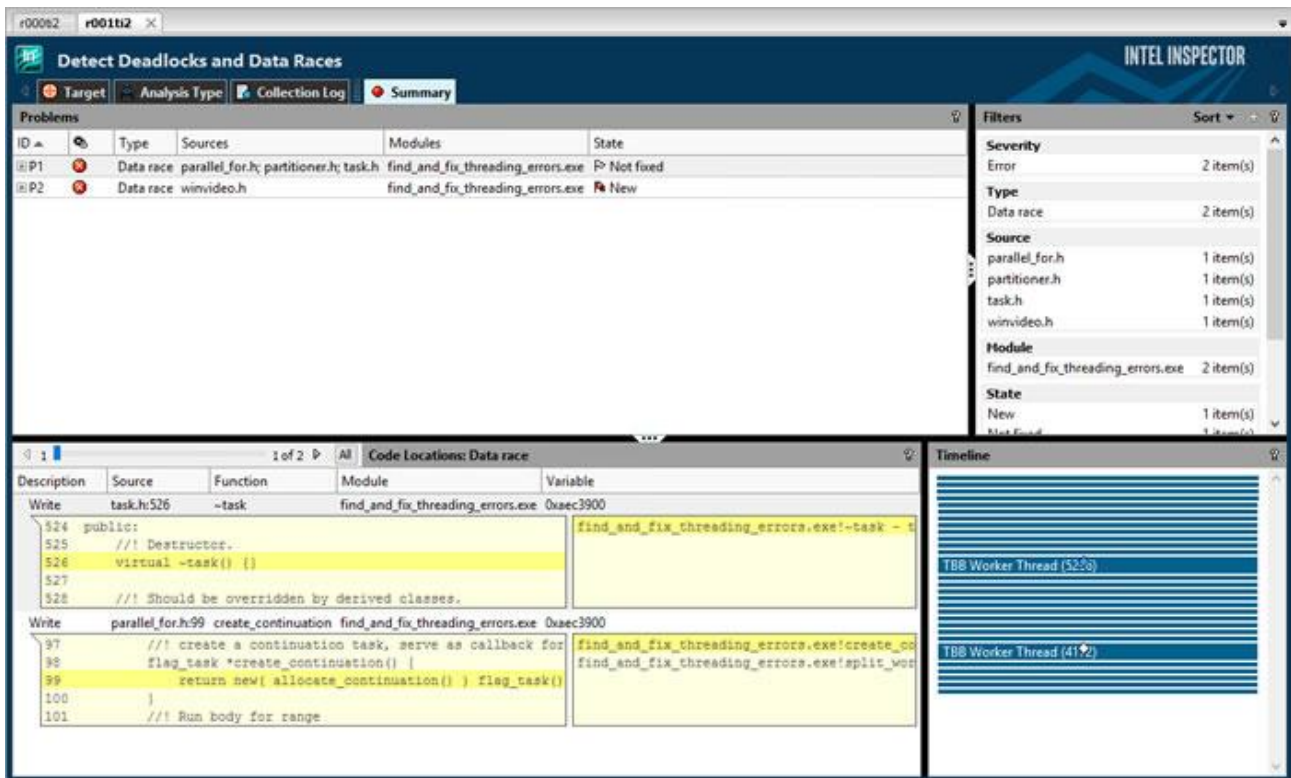 r000ti2 r001ti2
Detect Deadlocks and Data Races
INTEL INSPECTOR
Target Analysis Type Collection Log Summary
Problems
ID Type Sources Modules State
P1 Data race parallel_for.h; partitioner.h; task.h find_and_fix_threading_errors.exe Not fixed
P2 Data race winvideo.h find_and_fix_threading_errors.exe New
Filters Sort
Severity
Error 2 item(s)
Type
Data race 2 item(s)
Source
parallel_for.h 1 item(s)
partitioner.h 1 item(s)
task.h 1 item(s)
winvideo.h 1 item(s)
Module
find_and_fix_threading_errors.exe 2 item(s)
State
New 1 item(s)
Not Fixed 1 item(s)
1 1 of 2 All Code Locations: Data race
Description Source Function Module Variable
Write task.h:526 ~task find_and_fix_threading_errors.exe 0xaec3900
524 public:
525 //! Destructor.
526 virtual ~task() {}
527
528 //! Should be overridden by derived classes.
find_and_fix_threading_errors.exe!~task - t
Write parallel_for.h:99 create_continuation find_and_fix_threading_errors.exe 0xaec3900
97 //! create a continuation task, serve as callback for
98 flag_task *create_continuation() {
99 return new( allocate_continuation() ) flag_task()
100 }
101 //! Run body for range
find_and_fix_threading_errors.exe!create_co
find_and_fix_threading_errors.exe!split_wor
Timeline
TBB Worker Thread
TBB Worker Thread